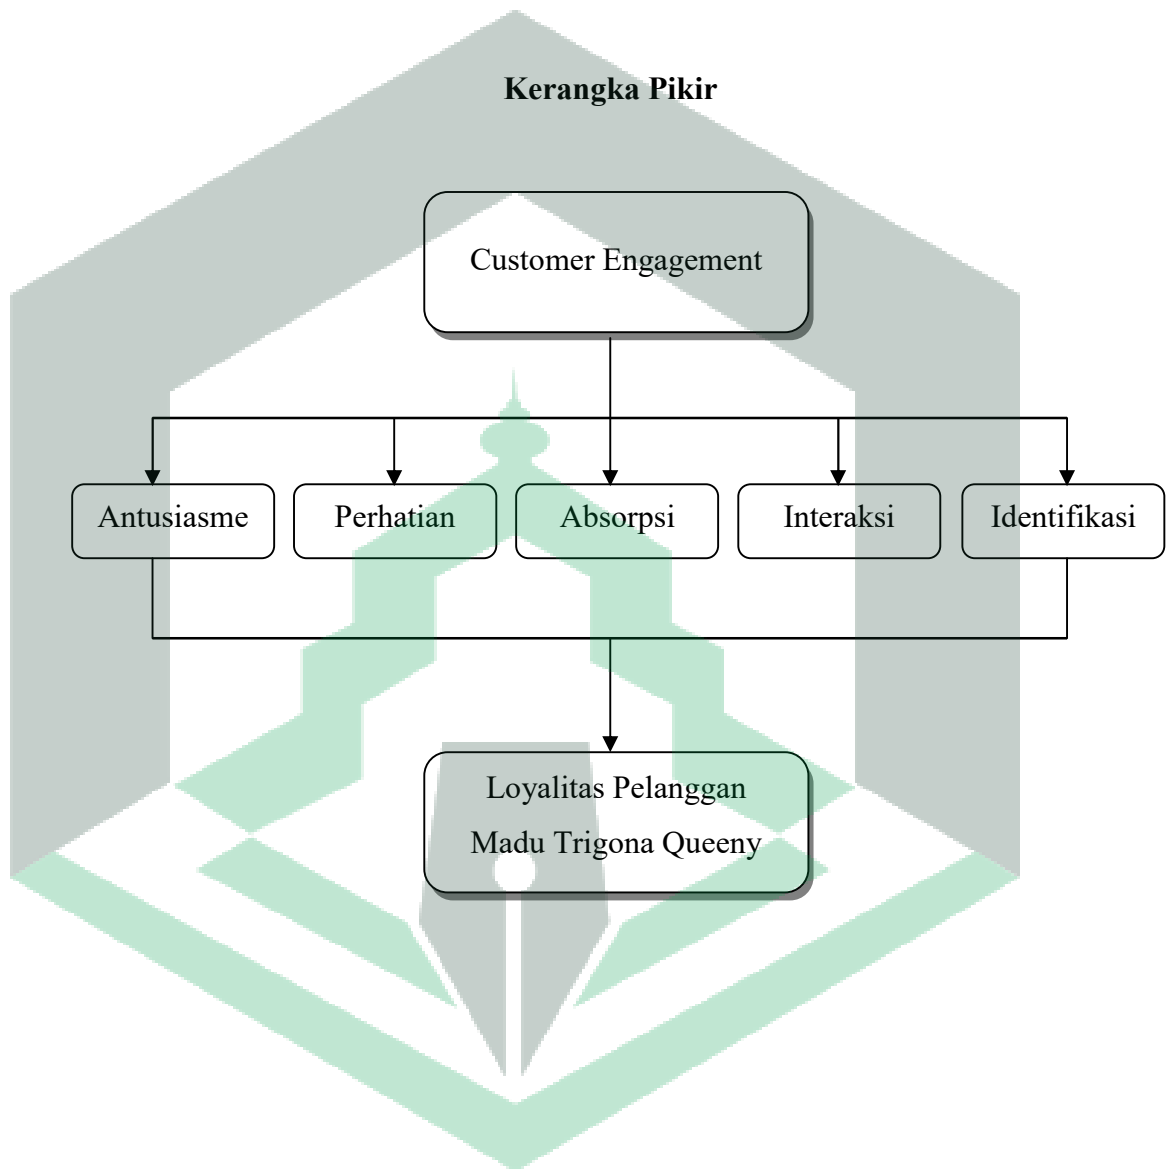 Kerangka Pikir
Customer Engagement
Antusiasme
Perhatian
Absorpsi
Interaksi
Identifikasi
Loyalitas Pelanggan
Madu Trigona Queeny